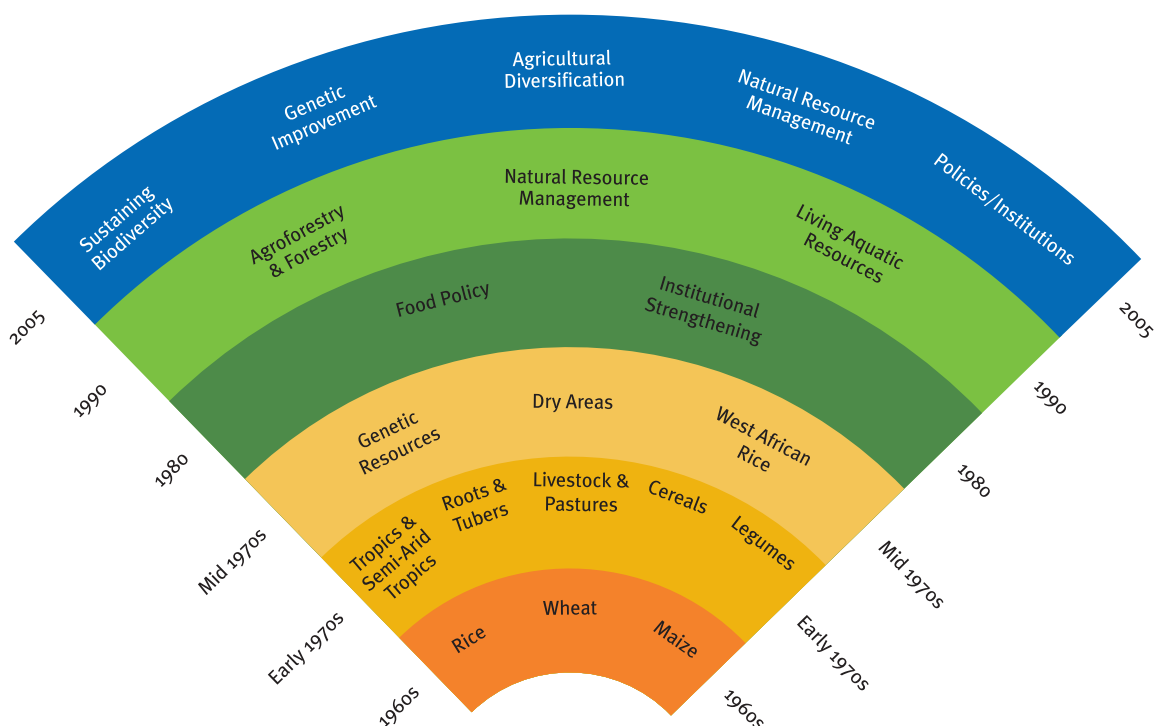 Agricultural
Diversification
Genetic
Improvement
Natural Resource
Management
Sustaining
Biodiversity
Policies/Institutions
Natural Resource
Management
Agroforestry
& Forestry
Living Aquatic
Resources
2005
2005
Food Policy
Institutional
Strengthening
1990
1990
Genetic
Resources
Dry Areas
West African
Rice
1980
1980
Tropics &
Semi-Arid
Tropics
Roots &
Tubers
Livestock &
Pastures
Cereals
Legumes
Mid 1970s
Mid 1970s
Rice
Wheat
Maize
Early 1970s
Early 1970s
1960s
1960s